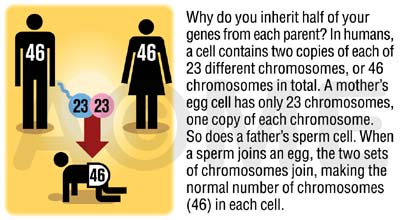 46
46
23 23
46
Why do you inherit half of your
genes from each parent? In humans,
a cell contains two copies of each of
23 different chromosomes, or 46
chromosomes in total. A mother's
egg cell has only 23 chromosomes,
one copy of each chromosome.
So does a father's sperm cell. When
a sperm joins an egg, the two sets
of chromosomes join, making the
normal number of chromosomes
(46) in each cell.